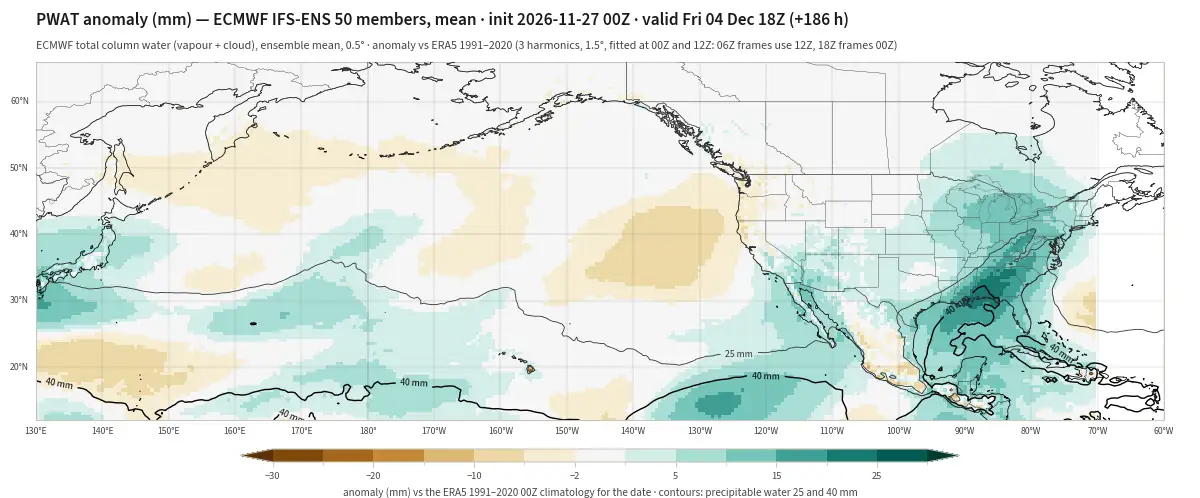 PWAT anomaly (mm) — ECMWF IFS-ENS 50 members, mean · init 2026-11-27 00Z · valid Fri 04 Dec 18Z (+186 h)
ECMWF total column water (vapour + cloud), ensemble mean, 0.5° · anomaly vs ERA5 1991–2020 (3 harmonics, 1.5°, fitted at 00Z and 12Z: 06Z frames use 12Z, 18Z frames 00Z)
60°N
50°N
40°N
30°N
20°N
40 mm
25 mm
40 mm
40 mm
40 mm
40 mm
40 mm
130°E 140°E 150°E 160°E 170°E 180° 170°W 160°W 150°W 140°W 130°W 120°W 110°W 100°W 90°W 80°W 70°W 60°W
−30 −20 −10 −2 5 15 25
anomaly (mm) vs the ERA5 1991–2020 00Z climatology for the date · contours: precipitable water 25 and 40 mm